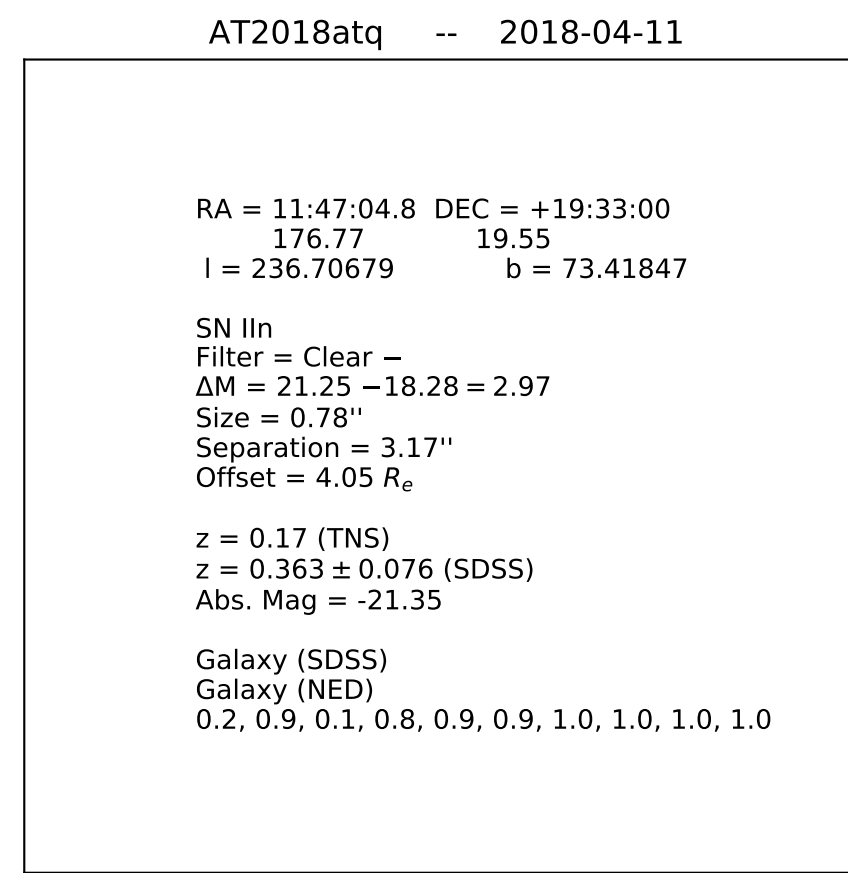 AT2018atq -- 2018-04-11
RA = 11:47:04.8 DEC = +19:33:00
176.77 19.55
l = 236.70679 b = 73.41847
SN IIn
Filter = Clear −
ΔM = 21.25 −18.28 = 2.97
Size = 0.78''
Separation = 3.17''
Offset = 4.05 Rₑ
z = 0.17 (TNS)
z = 0.363 ± 0.076 (SDSS)
Abs. Mag = -21.35
Galaxy (SDSS)
Galaxy (NED)
0.2, 0.9, 0.1, 0.8, 0.9, 0.9, 1.0, 1.0, 1.0, 1.0